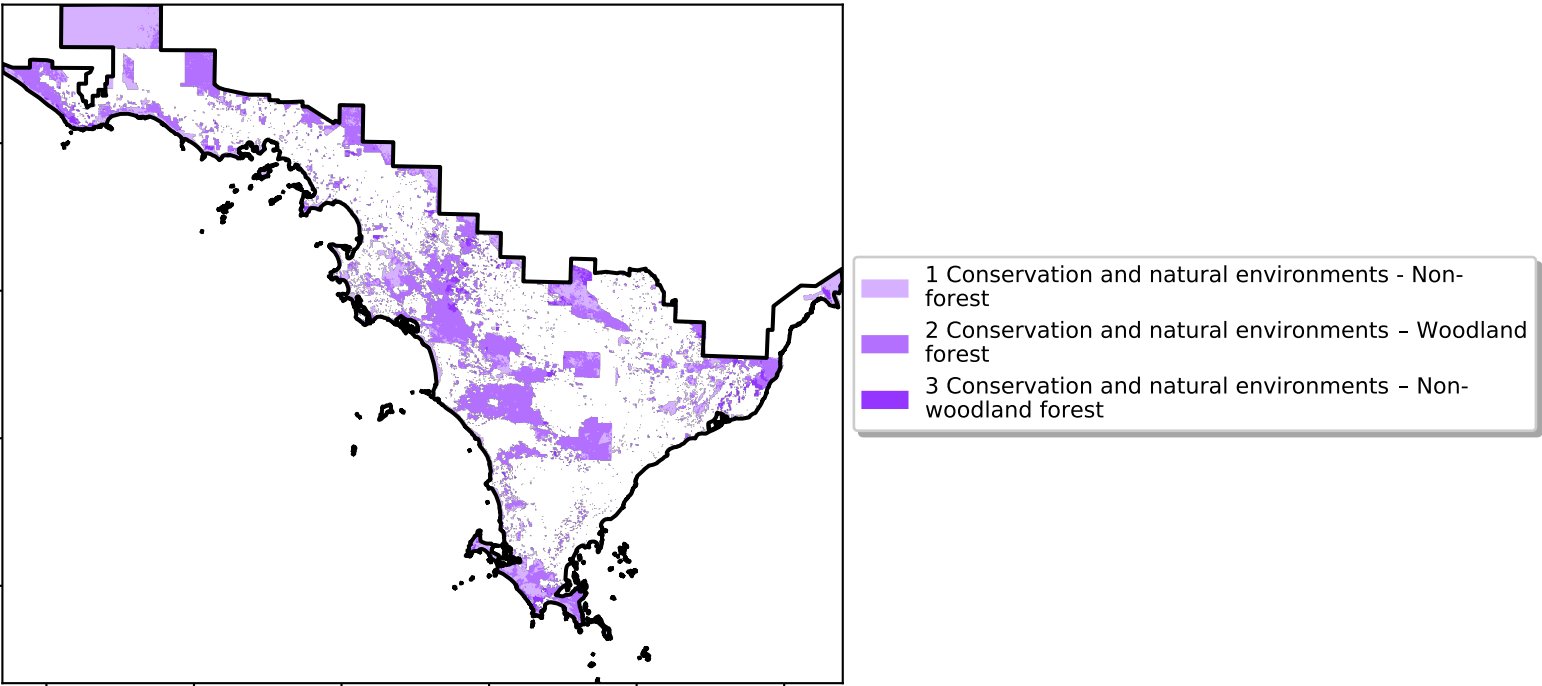 1 Conservation and natural environments - Non-
forest
2 Conservation and natural environments – Woodland
forest
3 Conservation and natural environments – Non-
woodland forest